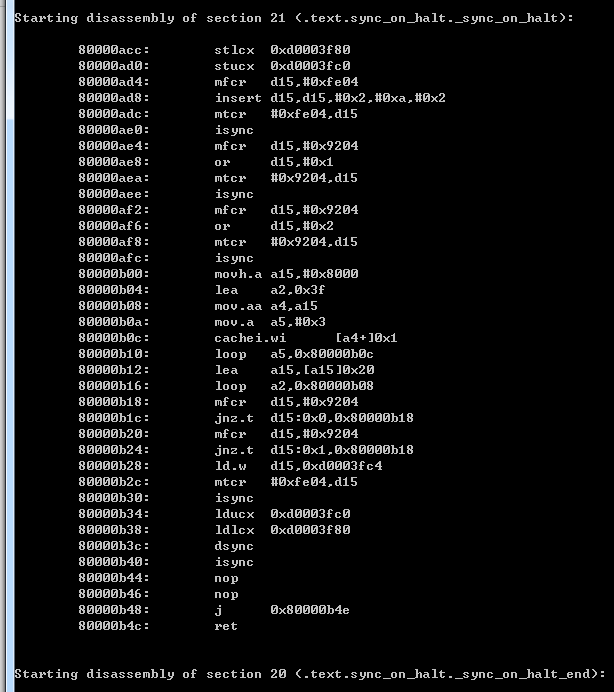 Starting disassembly of section 21 (.text.sync_on_halt._sync_on_halt):
80000acc: stlcx 0xd0003f80
80000ad0: stucx 0xd0003fc0
80000ad4: mfcr d15,#0xfe04
80000ad8: insert d15,d15,#0x2,#0xa,#0x2
80000adc: mtcr #0xfe04,d15
80000ae0: isync
80000ae4: mfcr d15,#0x9204
80000ae8: or d15,#0x1
80000aea: mtcr #0x9204,d15
80000aee: isync
80000af2: mfcr d15,#0x9204
80000af6: or d15,#0x2
80000af8: mtcr #0x9204,d15
80000afc: isync
80000b00: movh.a a15,#0x8000
80000b04: lea a2,0x3f
80000b08: mov.aa a4,a15
80000b0a: mov.a a5,#0x3
80000b0c: cachei.wi [a4+]0x1
80000b10: loop a5,0x80000b0c
80000b12: lea a15,[a15]0x20
80000b16: loop a2,0x80000b08
80000b18: mfcr d15,#0x9204
80000b1c: jnz.t d15:0x0,0x80000b18
80000b20: mfcr d15,#0x9204
80000b24: jnz.t d15:0x1,0x80000b18
80000b28: ld.w d15,0xd0003fc4
80000b2c: mtcr #0xfe04,d15
80000b30: isync
80000b34: lducx 0xd0003fc0
80000b38: ldlcx 0xd0003f80
80000b3c: dsync
80000b40: isync
80000b44: nop
80000b46: nop
80000b48: j 0x80000b4e
80000b4c: ret
Starting disassembly of section 20 (.text.sync_on_halt._sync_on_halt_end):